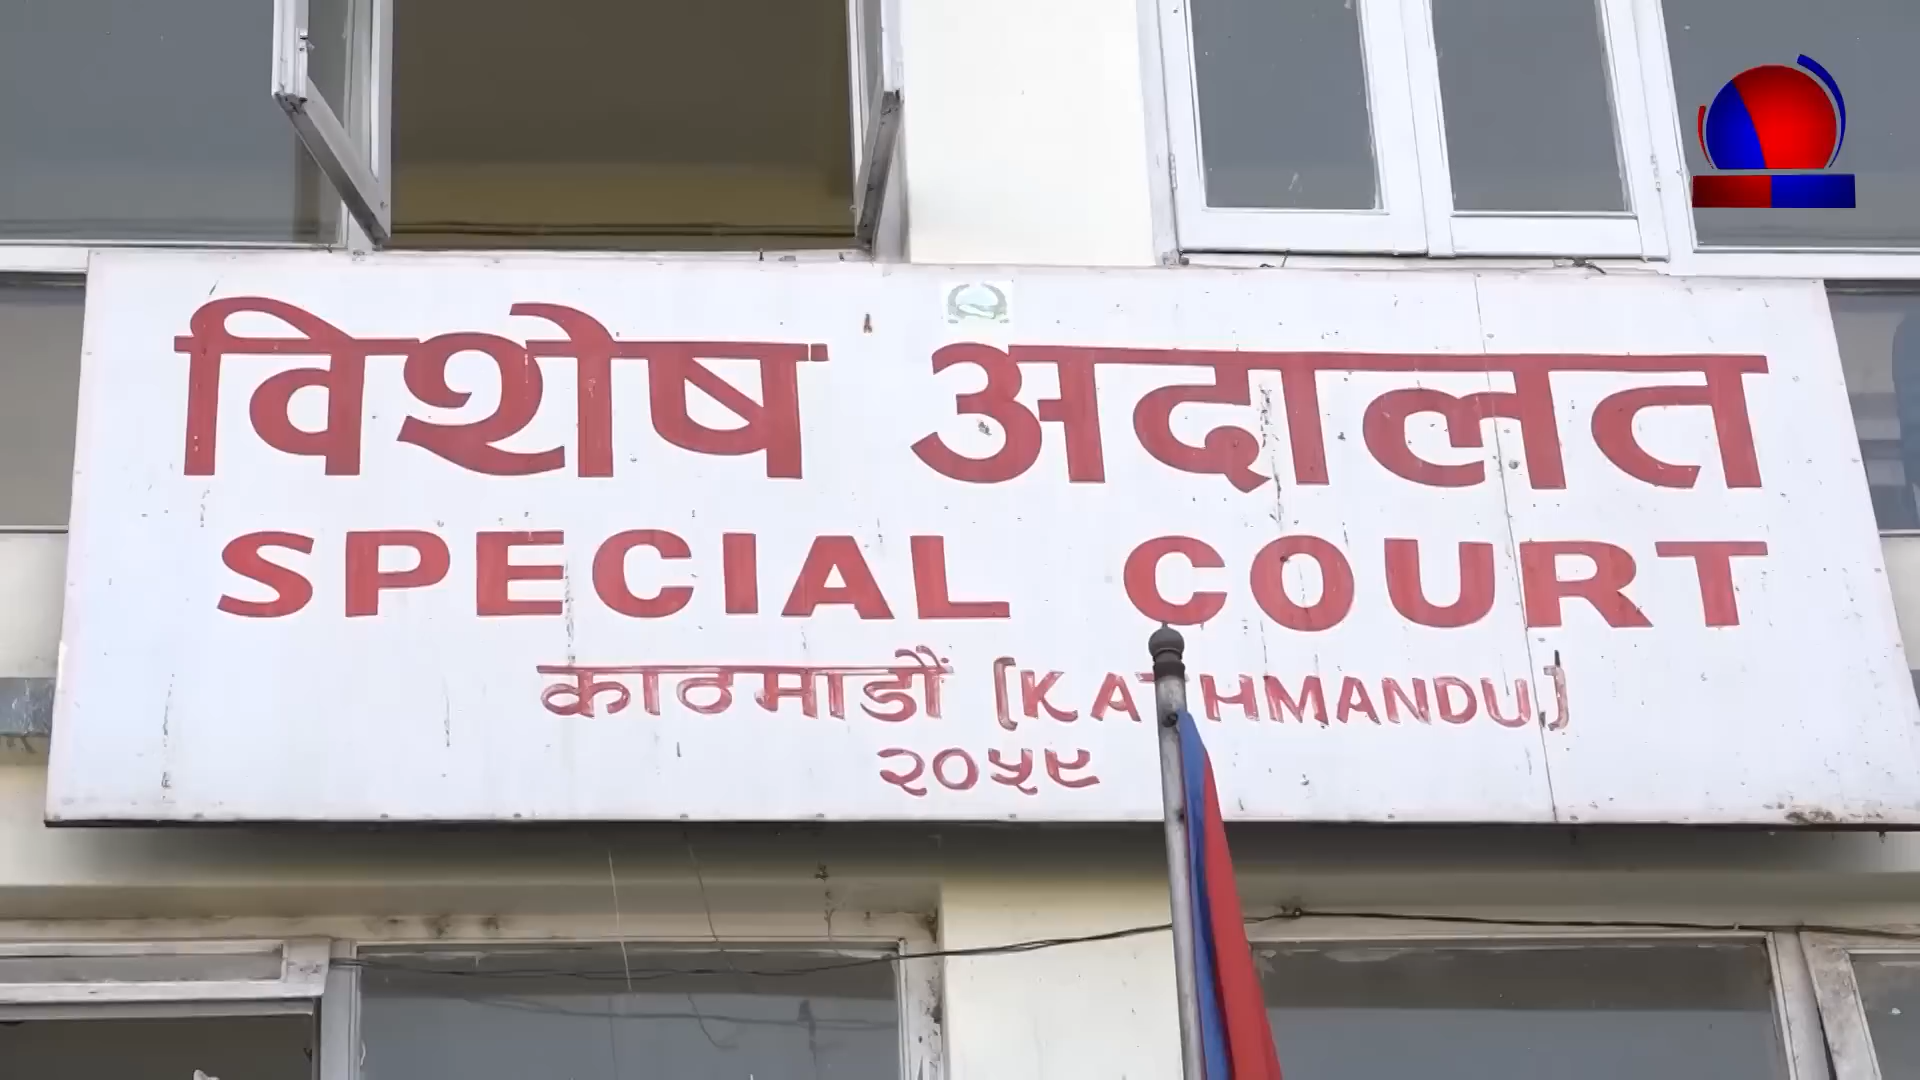 विशेष अदालत
SPECIAL COURT
काठमाडौं (KATHMANDU)
२०५९